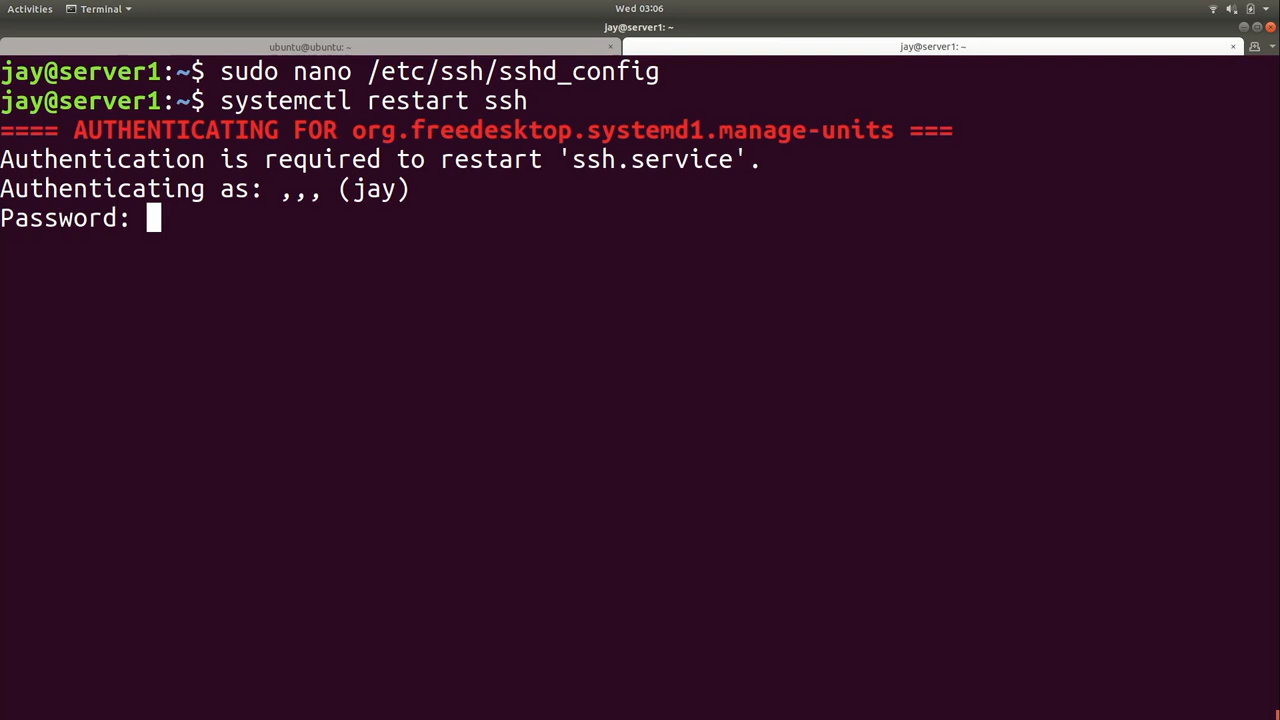 Activities Terminal Wed 03:06
jay@server1: ~
ubuntu@ubuntu: ~ × jay@server1: ~ ×
jay@server1:~$ sudo nano /etc/ssh/sshd_config
jay@server1:~$ systemctl restart ssh
==== AUTHENTICATING FOR org.freedesktop.systemd1.manage-units ===
Authentication is required to restart 'ssh.service'.
Authenticating as: ,,, (jay)
Password: